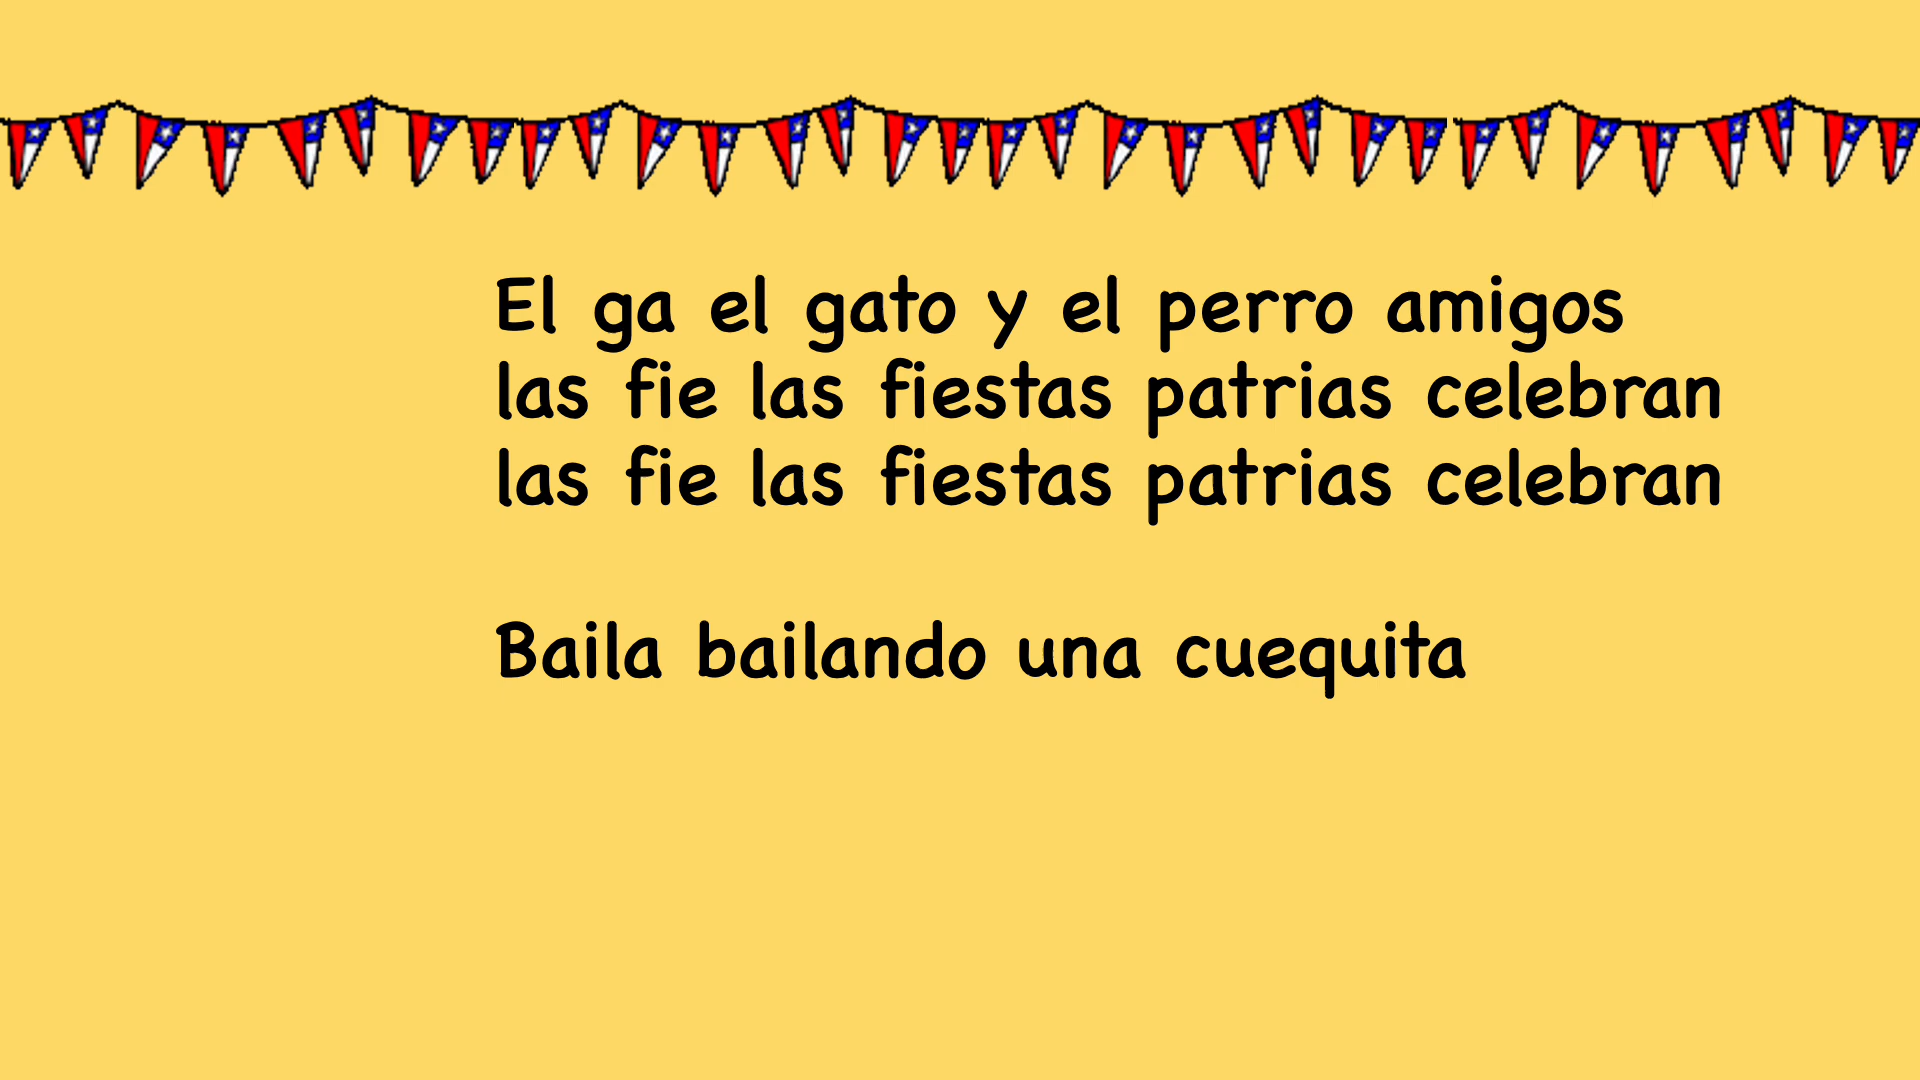 El ga el gato y el perro amigos
las fie las fiestas patrias celebran
las fie las fiestas patrias celebran
Baila bailando una cuequita